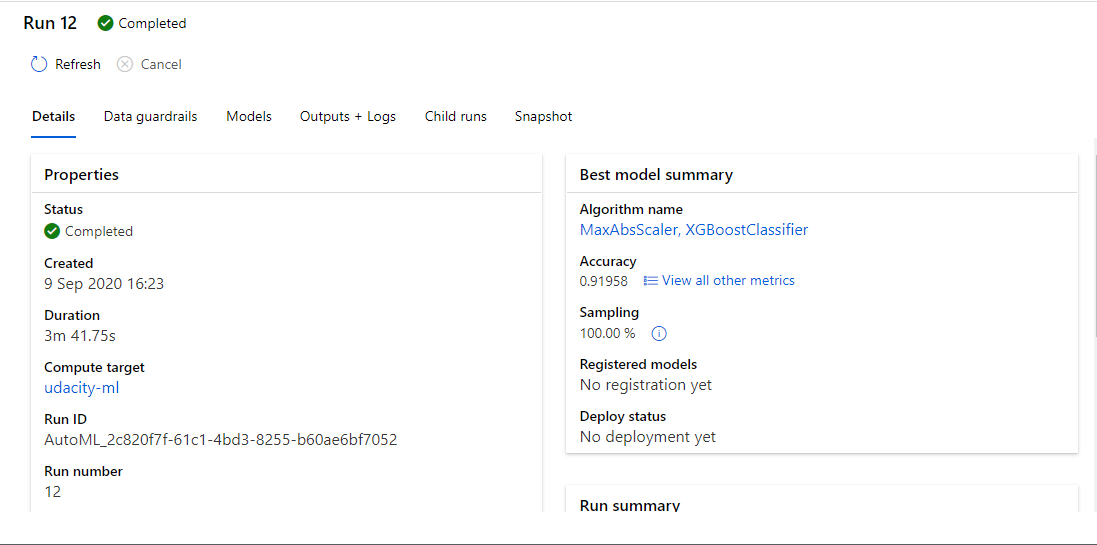 Run 12 Completed
Refresh Cancel
Details Data guardrails Models Outputs + Logs Child runs Snapshot
Properties
Status
Completed
Created
9 Sep 2020 16:23
Duration
3m 41.75s
Compute target
udacity-ml
Run ID
AutoML_2c820f7f-61c1-4bd3-8255-b60ae6bf7052
Run number
12
Best model summary
Algorithm name
MaxAbsScaler, XGBoostClassifier
Accuracy
0.91958 View all other metrics
Sampling
100.00 %
Registered models
No registration yet
Deploy status
No deployment yet
Run summary